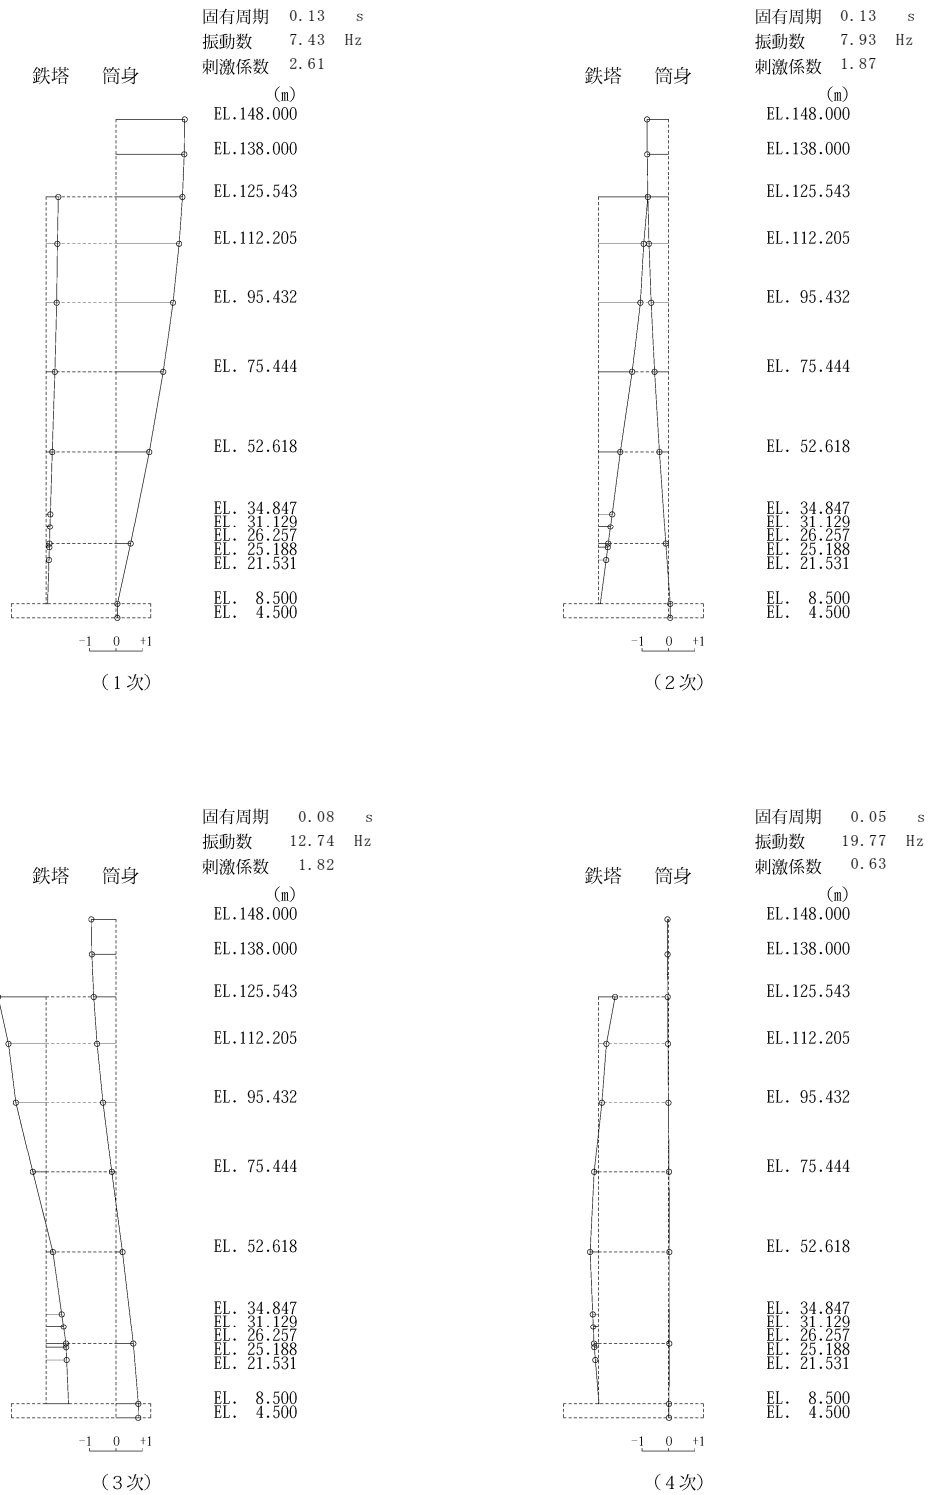 固有周期 0.13 s
振動数 7.43 Hz
刺激係数 2.61
鉄塔 筒身
(m)
EL.148.000
EL.138.000
EL.125.543
EL.112.205
EL. 95.432
EL. 75.444
EL. 52.618
EL. 34.847
EL. 31.129
EL. 26.257
EL. 25.188
EL. 21.531
EL. 8.500
EL. 4.500
-1 0 +1
(1次)
固有周期 0.13 s
振動数 7.93 Hz
刺激係数 1.87
鉄塔 筒身
(m)
EL.148.000
EL.138.000
EL.125.543
EL.112.205
EL. 95.432
EL. 75.444
EL. 52.618
EL. 34.847
EL. 31.129
EL. 26.257
EL. 25.188
EL. 21.531
EL. 8.500
EL. 4.500
-1 0 +1
(2次)
固有周期 0.08 s
振動数 12.74 Hz
刺激係数 1.82
鉄塔 筒身
(m)
EL.148.000
EL.138.000
EL.125.543
EL.112.205
EL. 95.432
EL. 75.444
EL. 52.618
EL. 34.847
EL. 31.129
EL. 26.257
EL. 25.188
EL. 21.531
EL. 8.500
EL. 4.500
-1 0 +1
(3次)
固有周期 0.05 s
振動数 19.77 Hz
刺激係数 0.63
鉄塔 筒身
(m)
EL.148.000
EL.138.000
EL.125.543
EL.112.205
EL. 95.432
EL. 75.444
EL. 52.618
EL. 34.847
EL. 31.129
EL. 26.257
EL. 25.188
EL. 21.531
EL. 8.500
EL. 4.500
-1 0 +1
(4次)